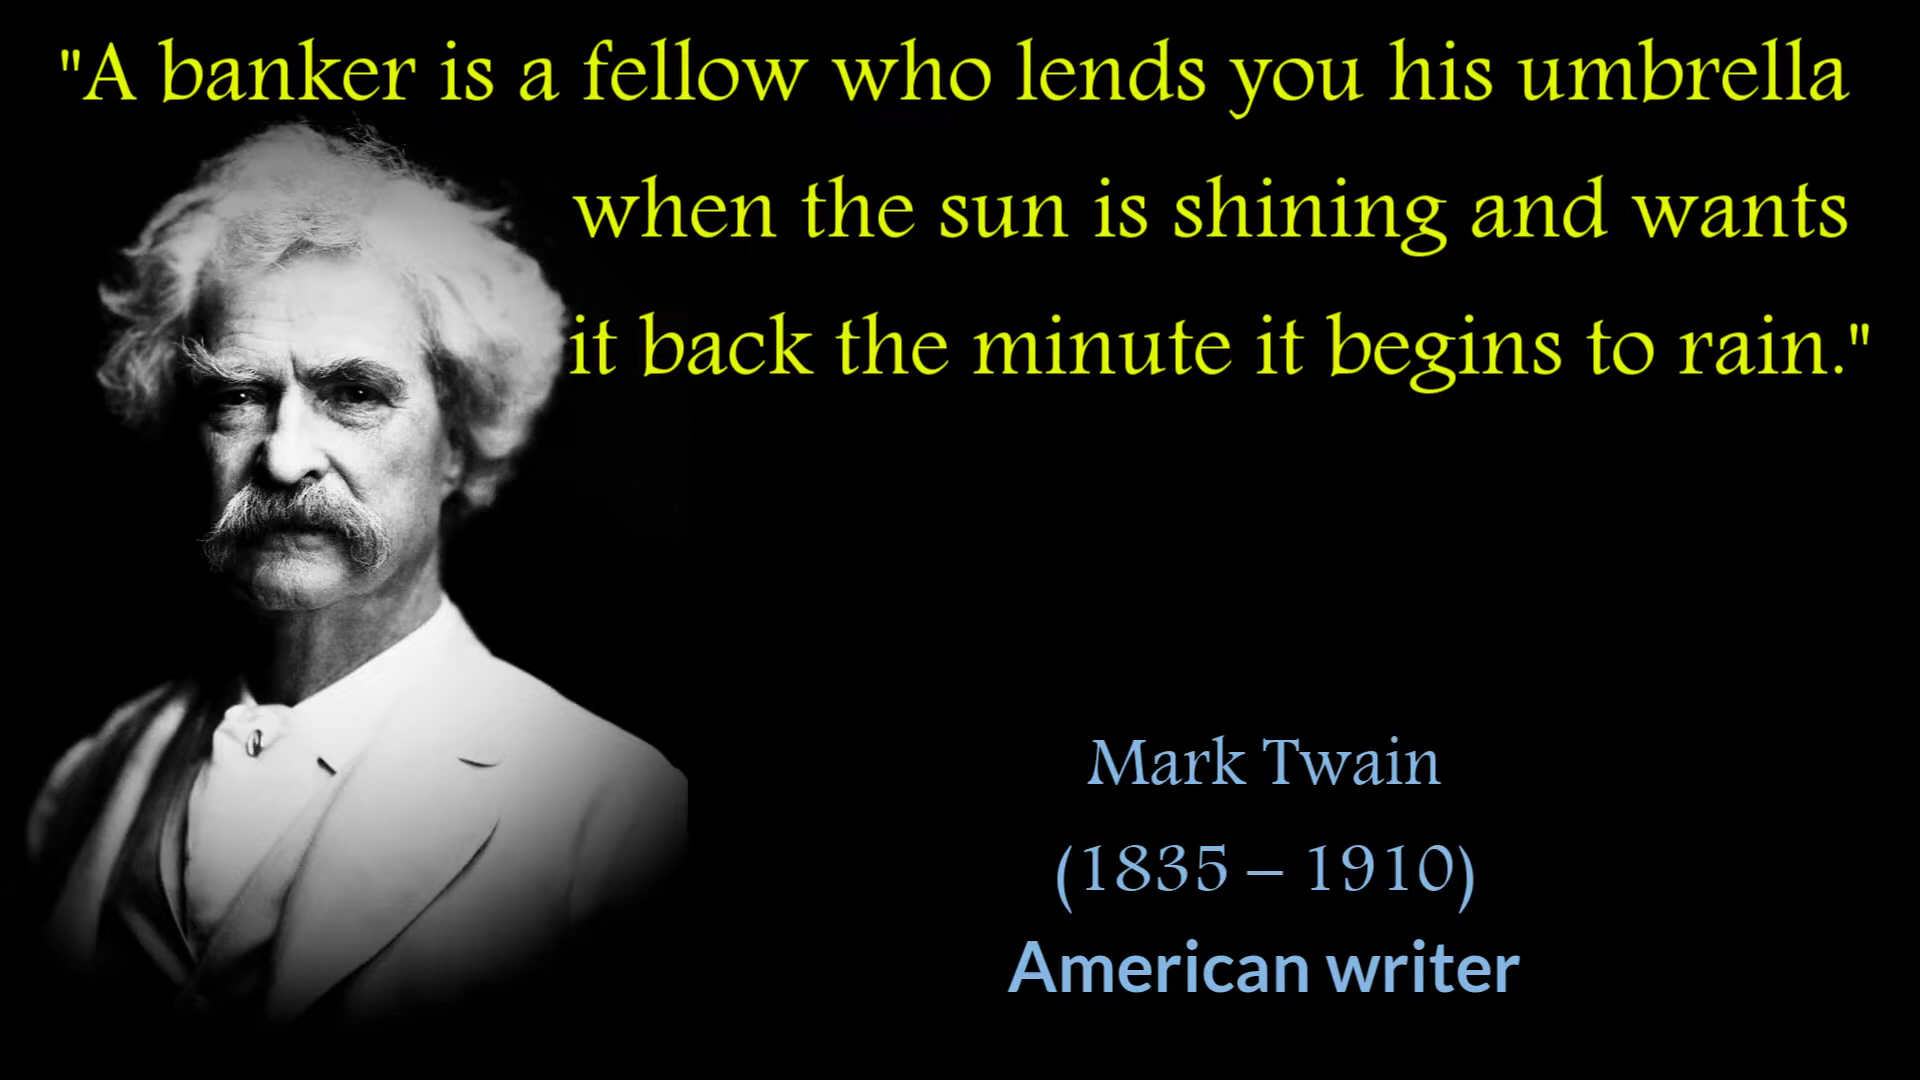 "A banker is a fellow who lends you his umbrella
when the sun is shining and wants
it back the minute it begins to rain."
Mark Twain
(1835 – 1910)
American writer